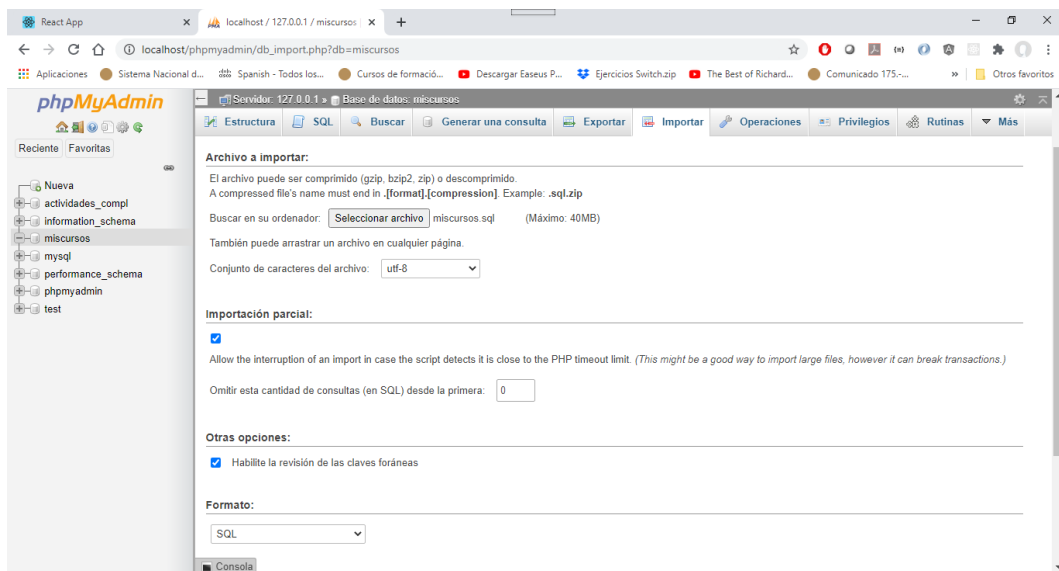 React App
localhost / 127.0.0.1 / miscursos
localhost/phpmyadmin/db_import.php?db=miscursos
Aplicaciones Sistema Nacional d... Spanish - Todos los... Cursos de formació... Descargar Easeus P... Ejercicios Switch.zip The Best of Richard... Comunicado 175.-... » Otros favoritos
phpMyAdmin
Reciente Favoritas
Nueva
actividades_compl
information_schema
miscursos
mysql
performance_schema
phpmyadmin
test
Servidor: 127.0.0.1 » Base de datos: miscursos
Estructura SQL Buscar Generar una consulta Exportar Importar Operaciones Privilegios Rutinas Más
Archivo a importar:
El archivo puede ser comprimido (gzip, bzip2, zip) o descomprimido.
A compressed file's name must end in .[format].[compression]. Example: .sql.zip
Buscar en su ordenador: Seleccionar archivo miscursos.sql (Máximo: 40MB)
También puede arrastrar un archivo en cualquier página.
Conjunto de caracteres del archivo: utf-8
Importación parcial:
Allow the interruption of an import in case the script detects it is close to the PHP timeout limit. (This might be a good way to import large files, however it can break transactions.)
Omitir esta cantidad de consultas (en SQL) desde la primera: 0
Otras opciones:
Habilite la revisión de las claves foráneas
Formato:
SQL
Consola